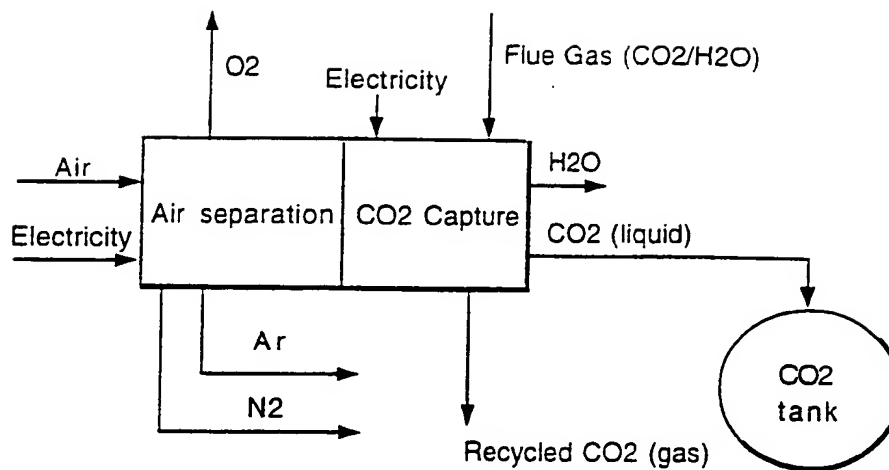 O2
Flue Gas (CO2/H2O)
Electricity
Air
H2O
Air separation
CO2 Capture
Electricity
CO2 (liquid)
Ar
CO2
tank
N2
Recycled CO2 (gas)